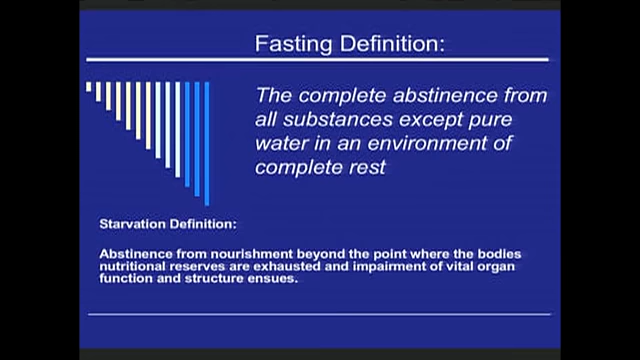 Fasting Definition:
The complete abstinence from
all substances except pure
water in an environment of
complete rest
Starvation Definition:
Abstinence from nourishment beyond the point where the bodies
nutritional reserves are exhausted and impairment of vital organ
function and structure ensues.